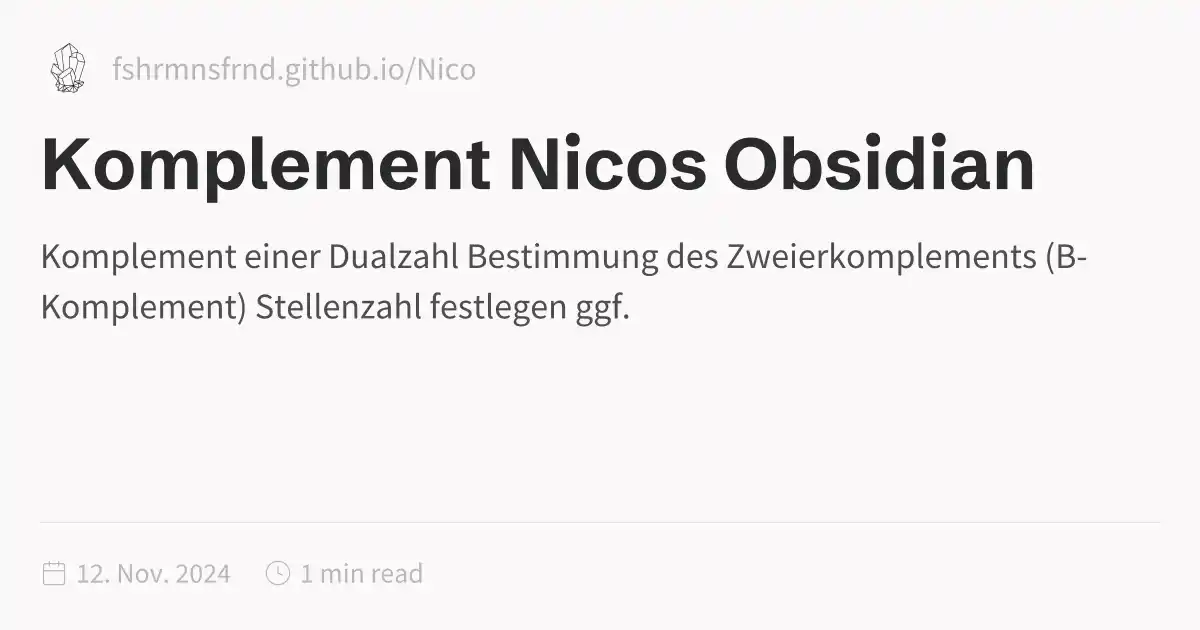 fshrmnsfrnd.github.io/Nico
Komplement Nicos Obsidian
Komplement einer Dualzahl Bestimmung des Zweierkomplements (B-
Komplement) Stellenzahl festlegen ggf.
12. Nov. 2024 1 min read